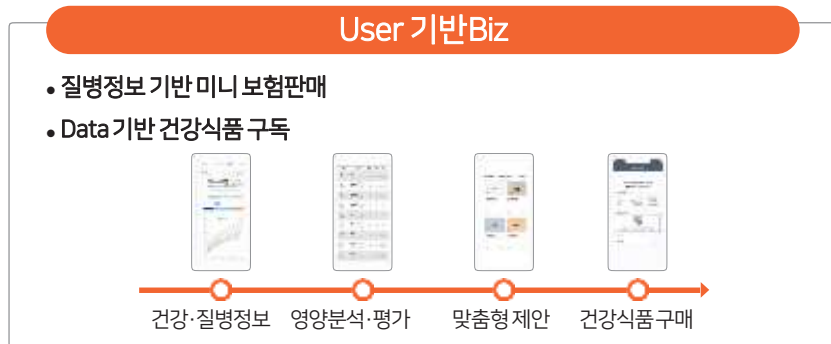 User 기반Biz
• 질병정보 기반 미니 보험판매
• Data 기반 건강식품 구독
건강·질병정보 영양분석·평가 맞춤형 제안 건강식품 구매